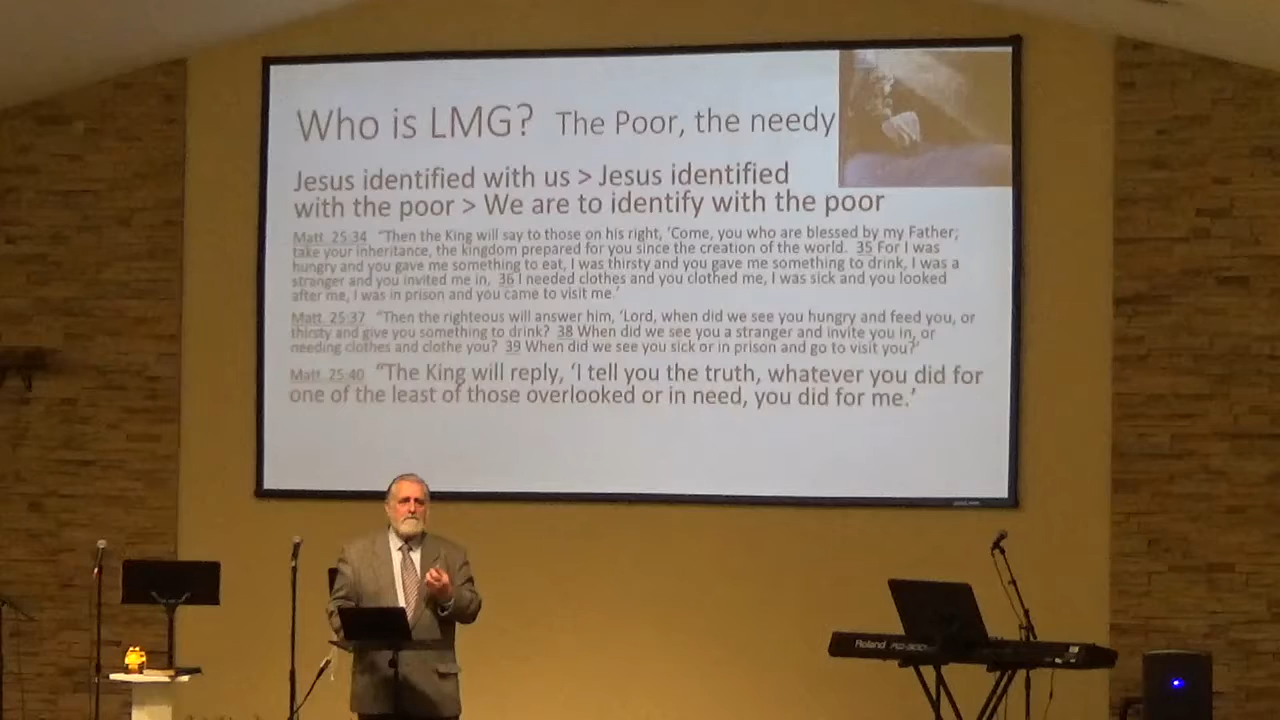 Who is LMG? The Poor, the needy
Jesus identified with us > Jesus identified
with the poor > We are to identify with the poor
Matt. 25:34 “Then the King will say to those on his right, ‘Come, you who are blessed by my Father;
take your inheritance, the kingdom prepared for you since the creation of the world. 35 For I was
hungry and you gave me something to eat, I was thirsty and you gave me something to drink, I was a
stranger and you invited me in, 36 I needed clothes and you clothed me, I was sick and you looked
after me, I was in prison and you came to visit me.’
Matt. 25:37 “Then the righteous will answer him, ‘Lord, when did we see you hungry and feed you, or
thirsty and give you something to drink? 38 When did we see you a stranger and invite you in, or
needing clothes and clothe you? 39 When did we see you sick or in prison and go to visit you?’
Matt. 25:40 “The King will reply, ‘I tell you the truth, whatever you did for
one of the least of those overlooked or in need, you did for me.’
Roland